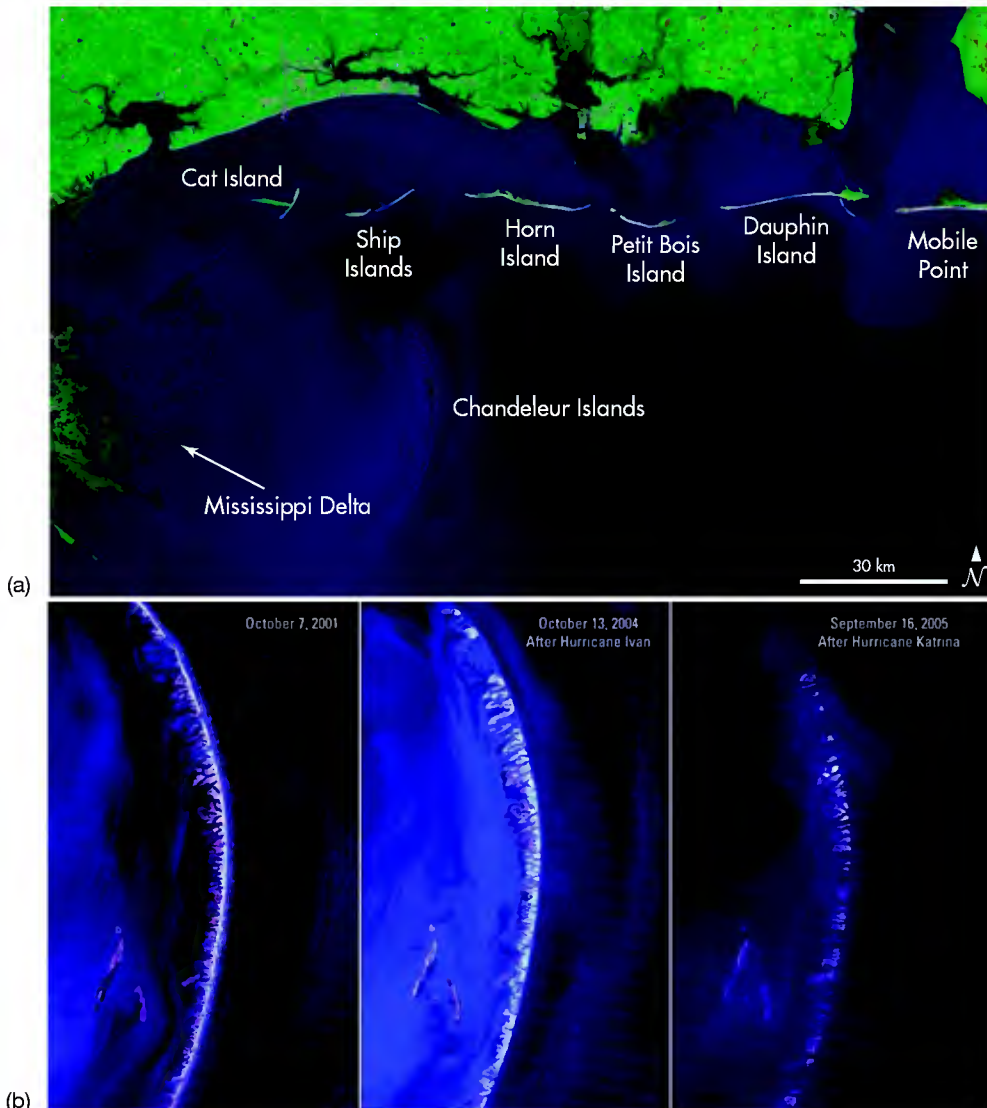 Cat Island
Ship
Islands
Horn
Island
Petit Bois
Island
Dauphin
Island
Mobile
Point
Chandeleur Islands
Mississippi Delta
30 km
N
(a)
October 7, 2001
October 13, 2004
After Hurricane Ivan
September 16, 2005
After Hurricane Katrina
(b)